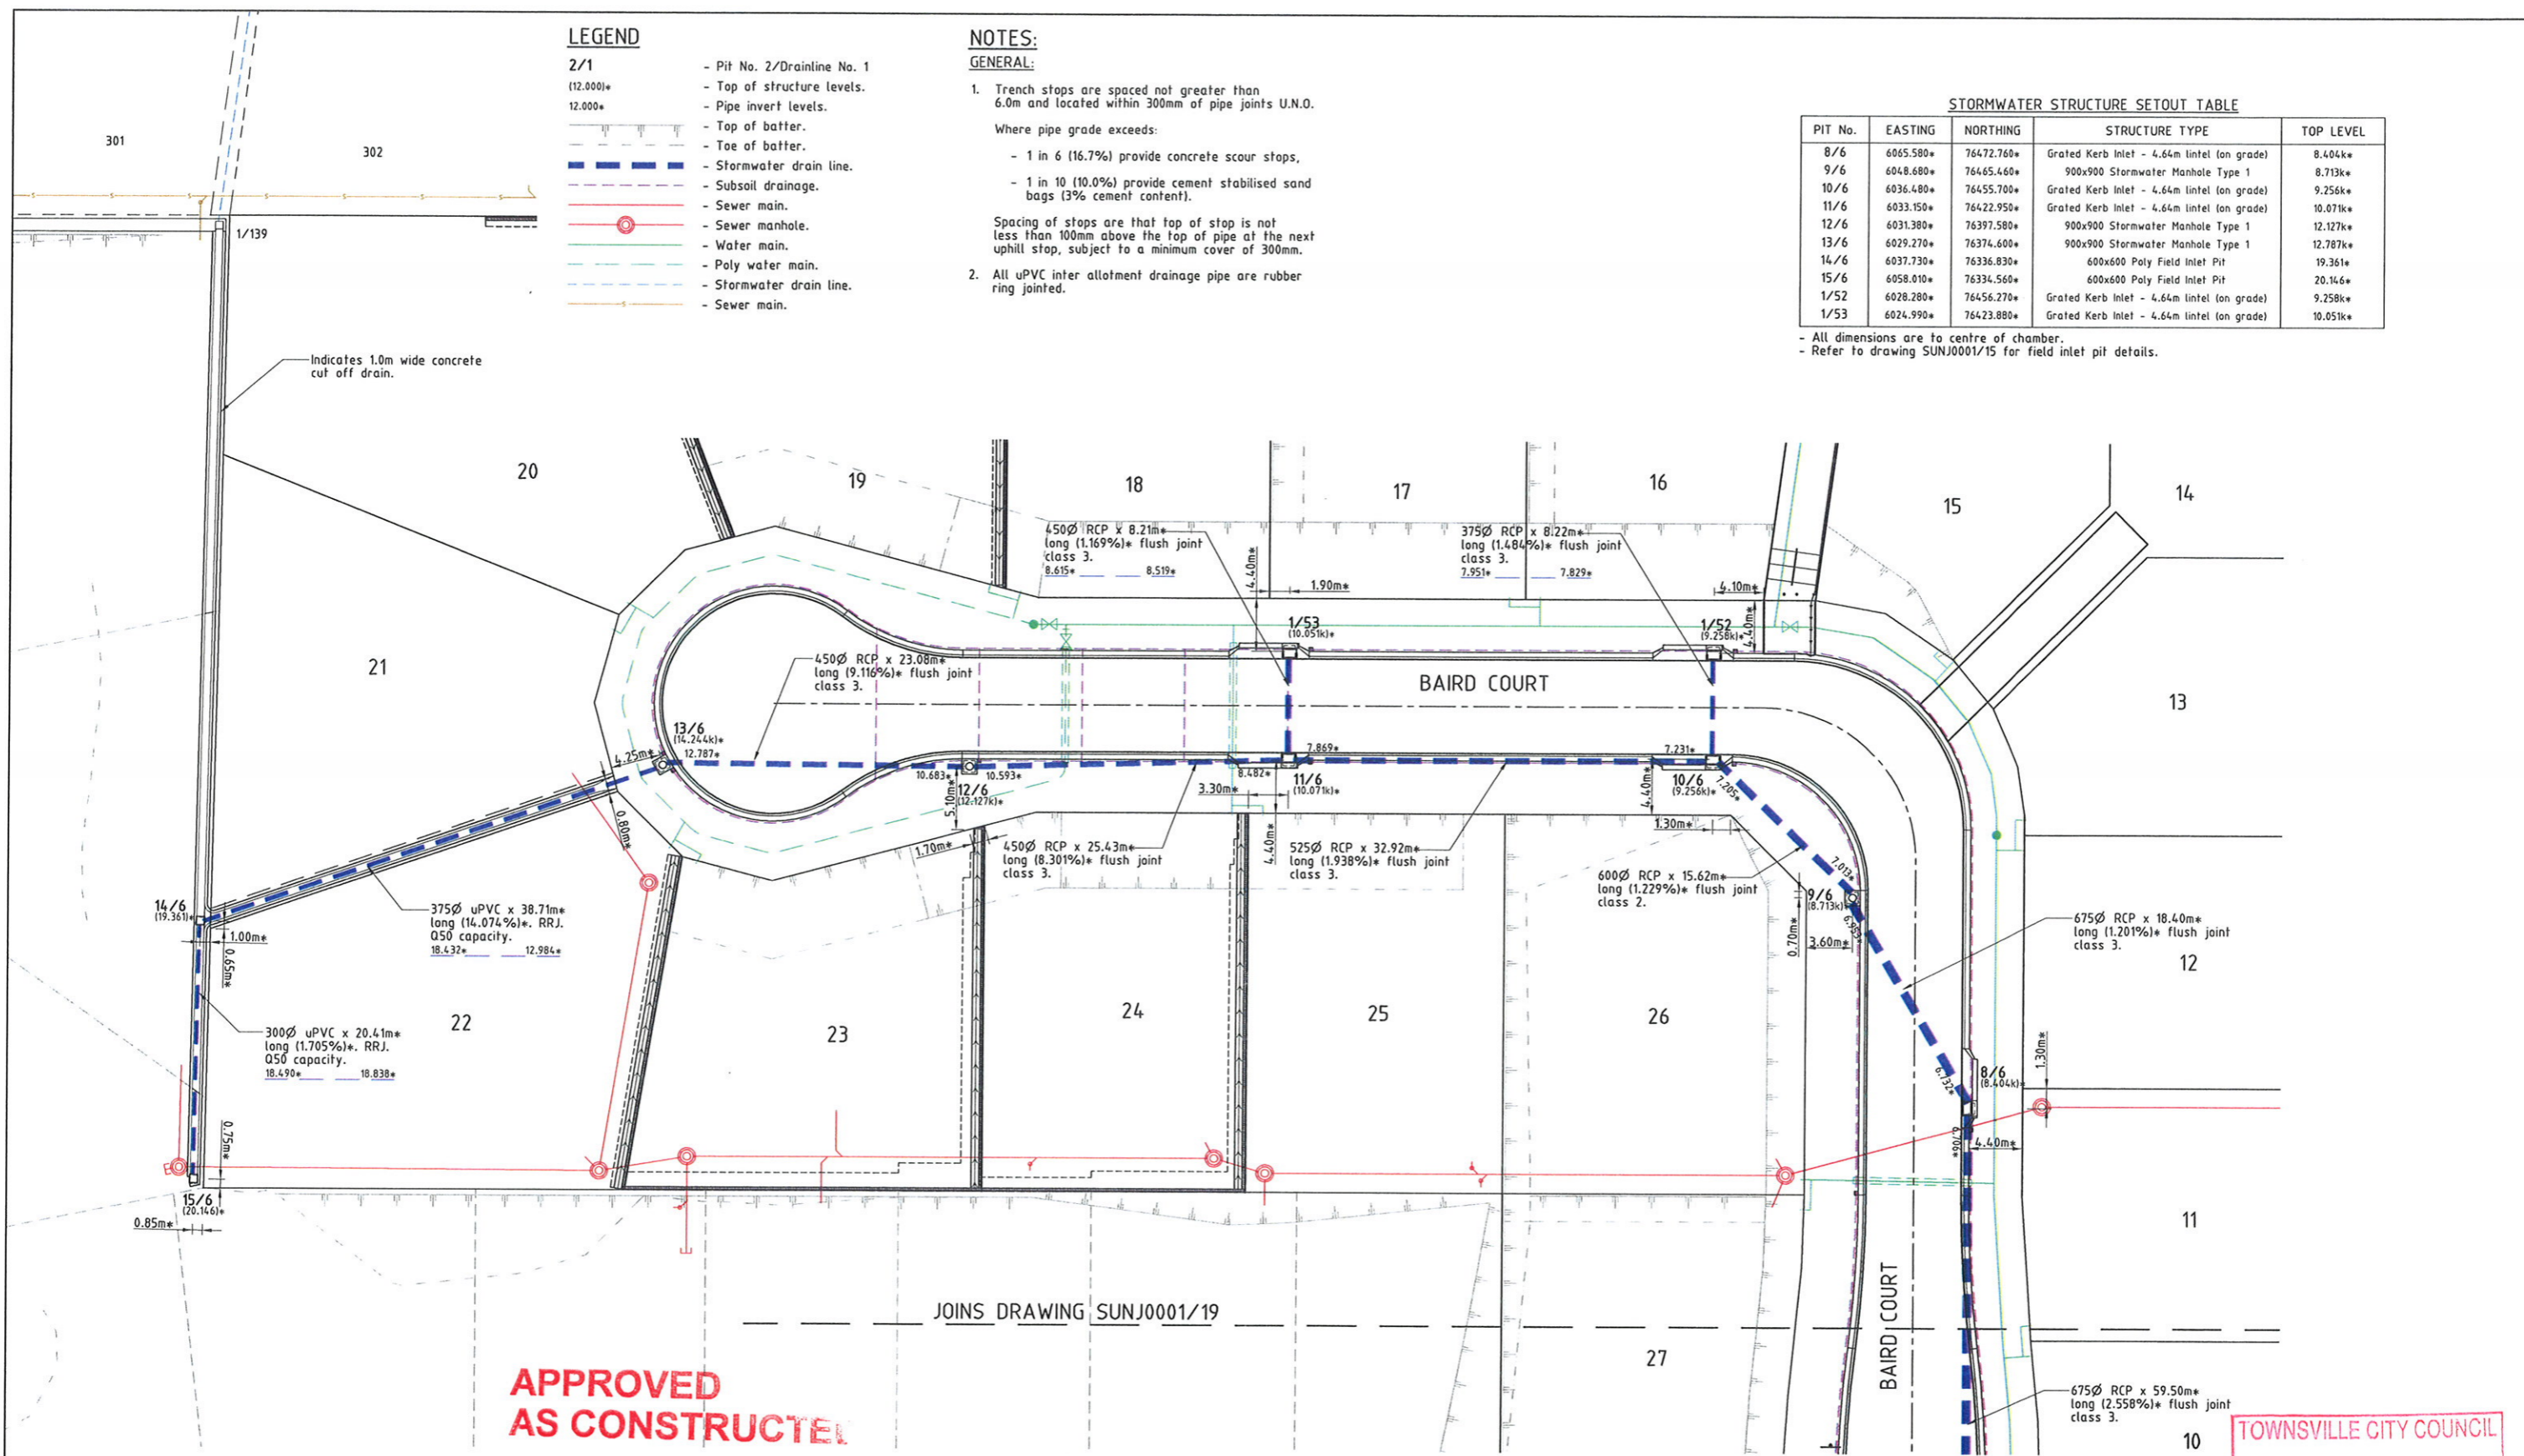 LEGEND
2/1 - Pit No. 2/Drainline No. 1
(12.000)* - Top of structure levels.
12.000* - Pipe invert levels.
- Top of batter.
- Toe of batter.
- Stormwater drain line.
- Subsoil drainage.
- Sewer main.
- Sewer manhole.
- Water main.
- Poly water main.
- Stormwater drain line.
- Sewer main.
NOTES:
GENERAL:
1. Trench stops are spaced not greater than
6.0m and located within 300mm of pipe joints U.N.O.
Where pipe grade exceeds:
- 1 in 6 (16.7%) provide concrete scour stops,
- 1 in 10 (10.0%) provide cement stabilised sand
bags (3% cement content).
Spacing of stops are that top of stop is not
less than 100mm above the top of pipe at the next
uphill stop, subject to a minimum cover of 300mm.
2. All uPVC inter allotment drainage pipe are rubber
ring jointed.
STORMWATER STRUCTURE SETOUT TABLE
PIT No. EASTING NORTHING STRUCTURE TYPE TOP LEVEL
8/6 6065.580* 76472.760* Grated Kerb Inlet - 4.64m lintel (on grade) 8.404k*
9/6 6048.680* 76465.460* 900x900 Stormwater Manhole Type 1 8.713k*
10/6 6036.480* 76455.700* Grated Kerb Inlet - 4.64m lintel (on grade) 9.256k*
11/6 6033.150* 76422.950* Grated Kerb Inlet - 4.64m lintel (on grade) 10.071k*
12/6 6031.380* 76397.580* 900x900 Stormwater Manhole Type 1 12.127k*
13/6 6029.270* 76374.600* 900x900 Stormwater Manhole Type 1 12.787k*
14/6 6037.730* 76336.830* 600x600 Poly Field Inlet Pit 19.361*
15/6 6058.010* 76334.560* 600x600 Poly Field Inlet Pit 20.146*
1/52 6028.280* 76456.270* Grated Kerb Inlet - 4.64m lintel (on grade) 9.258k*
1/53 6024.990* 76423.880* Grated Kerb Inlet - 4.64m lintel (on grade) 10.051k*
- All dimensions are to centre of chamber.
- Refer to drawing SUNJ0001/15 for field inlet pit details.
301
302
1/139
Indicates 1.0m wide concrete
cut off drain.
20
19
18
17
16
15
14
450Ø RCP x 8.21m*
long (1.169%)* flush joint
class 3.
8.615* 8.519*
4.40m*
1.90m*
375Ø RCP x 8.22m*
long (1.484%)* flush joint
class 3.
7.951* 7.829*
4.10m*
4.40m*
1/53
(10.051k)*
1/52
(9.258k)*
21
450Ø RCP x 23.08m*
long (9.116%)* flush joint
class 3.
BAIRD COURT
13
13/6
(14.244k)*
12.787*
4.25m*
0.80m*
10.683*
10.593*
12/6
(12.127k)*
5.10m*
7.869*
8.482*
11/6
(10.071k)*
3.30m*
4.40m*
7.231*
10/6
(9.256k)*
7.205*
4.40m*
1.30m*
1.70m*
450Ø RCP x 25.43m*
long (8.301%)* flush joint
class 3.
525Ø RCP x 32.92m*
long (1.938%)* flush joint
class 3.
600Ø RCP x 15.62m*
long (1.229%)* flush joint
class 2.
7.013*
9/6
(8.713k)*
6.953*
0.70m*
3.60m*
675Ø RCP x 18.40m*
long (1.201%)* flush joint
class 3.
12
14/6
(19.361)*
1.00m*
0.65m*
375Ø uPVC x 38.71m*
long (14.074%)*. RRJ.
Q50 capacity.
18.432* 12.984*
22
23
24
25
26
300Ø uPVC x 20.41m*
long (1.705%)*. RRJ.
Q50 capacity.
18.490* 18.838*
0.75m*
15/6
(20.146)*
0.85m*
6.732*
8/6
(8.404k)*
1.30m*
6.706*
4.40m*
11
JOINS DRAWING SUNJ0001/19
27
BAIRD COURT
675Ø RCP x 59.50m*
long (2.558%)* flush joint
class 3.
10
APPROVED
AS CONSTRUCTED
TOWNSVILLE CITY COUNCIL